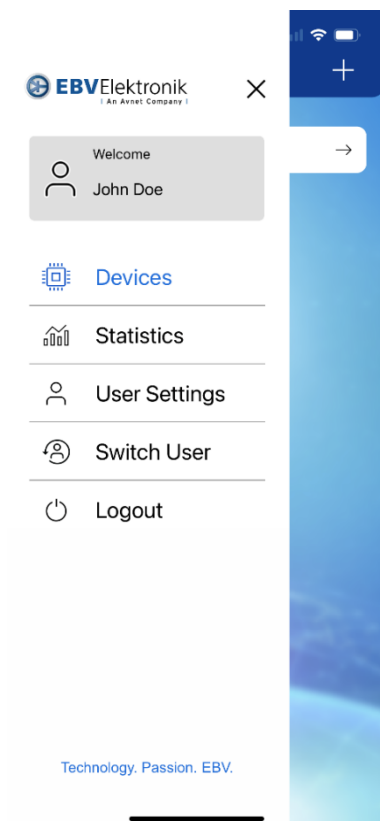 EBVElektronik
| An Avnet Company |
Welcome
John Doe
Devices
Statistics
User Settings
Switch User
Logout
Technology. Passion. EBV.